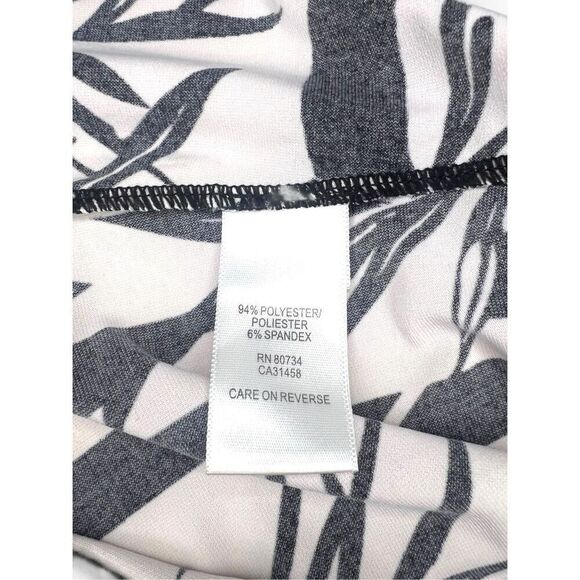 94% POLYESTER/
POLIESTER
6% SPANDEX
RN 80734
CA31458
CARE ON REVERSE